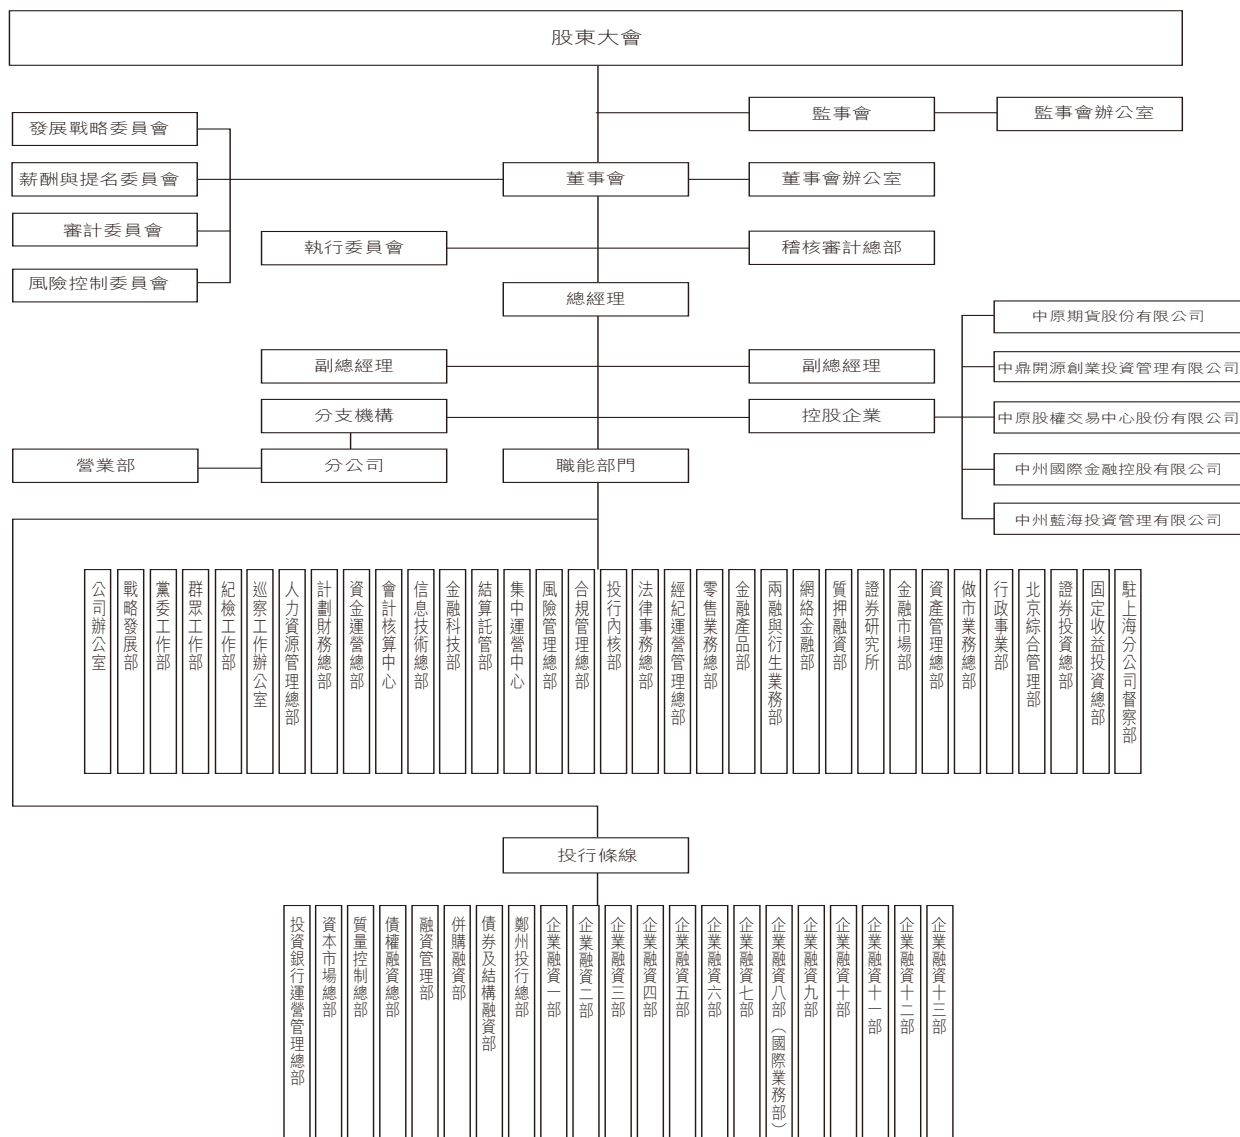 股東大會
監事會
監事會辦公室
發展戰略委員會
薪酬與提名委員會
董事會
董事會辦公室
審計委員會
執行委員會
稽核審計總部
風險控制委員會
總經理
中原期貨股份有限公司
副總經理
副總經理
中鼎開源創業投資管理有限公司
分支機構
控股企業
中原股權交易中心股份有限公司
營業部
分公司
職能部門
中州國際金融控股有限公司
中州藍海投資管理有限公司
公司辦公室
戰略發展部
黨委工作部
群眾工作部
紀檢工作部
巡察工作辦公室
人力資源管理總部
計劃財務總部
資金運營總部
會計核算中心
信息技術總部
金融科技部
結算託管部
集中運營中心
風險管理總部
合規管理總部
投行內核部
法律事務總部
經紀運營管理總部
零售業務總部
金融產品部
兩融與衍生業務部
網絡金融部
質押融資部
證券研究所
金融市場部
資產管理總部
做市業務總部
行政事業部
北京綜合管理部
證券投資總部
固定收益投資總部
駐上海分公司督察部
投行條線
投資銀行運營管理總部
資本市場總部
質量控制總部
債權融資總部
融資管理部
併購融資部
債券及結構融資部
鄭州投行總部
企業融資一部
企業融資二部
企業融資三部
企業融資四部
企業融資五部
企業融資六部
企業融資七部
企業融資八部（國際業務部）
企業融資九部
企業融資十部
企業融資十一部
企業融資十二部
企業融資十三部